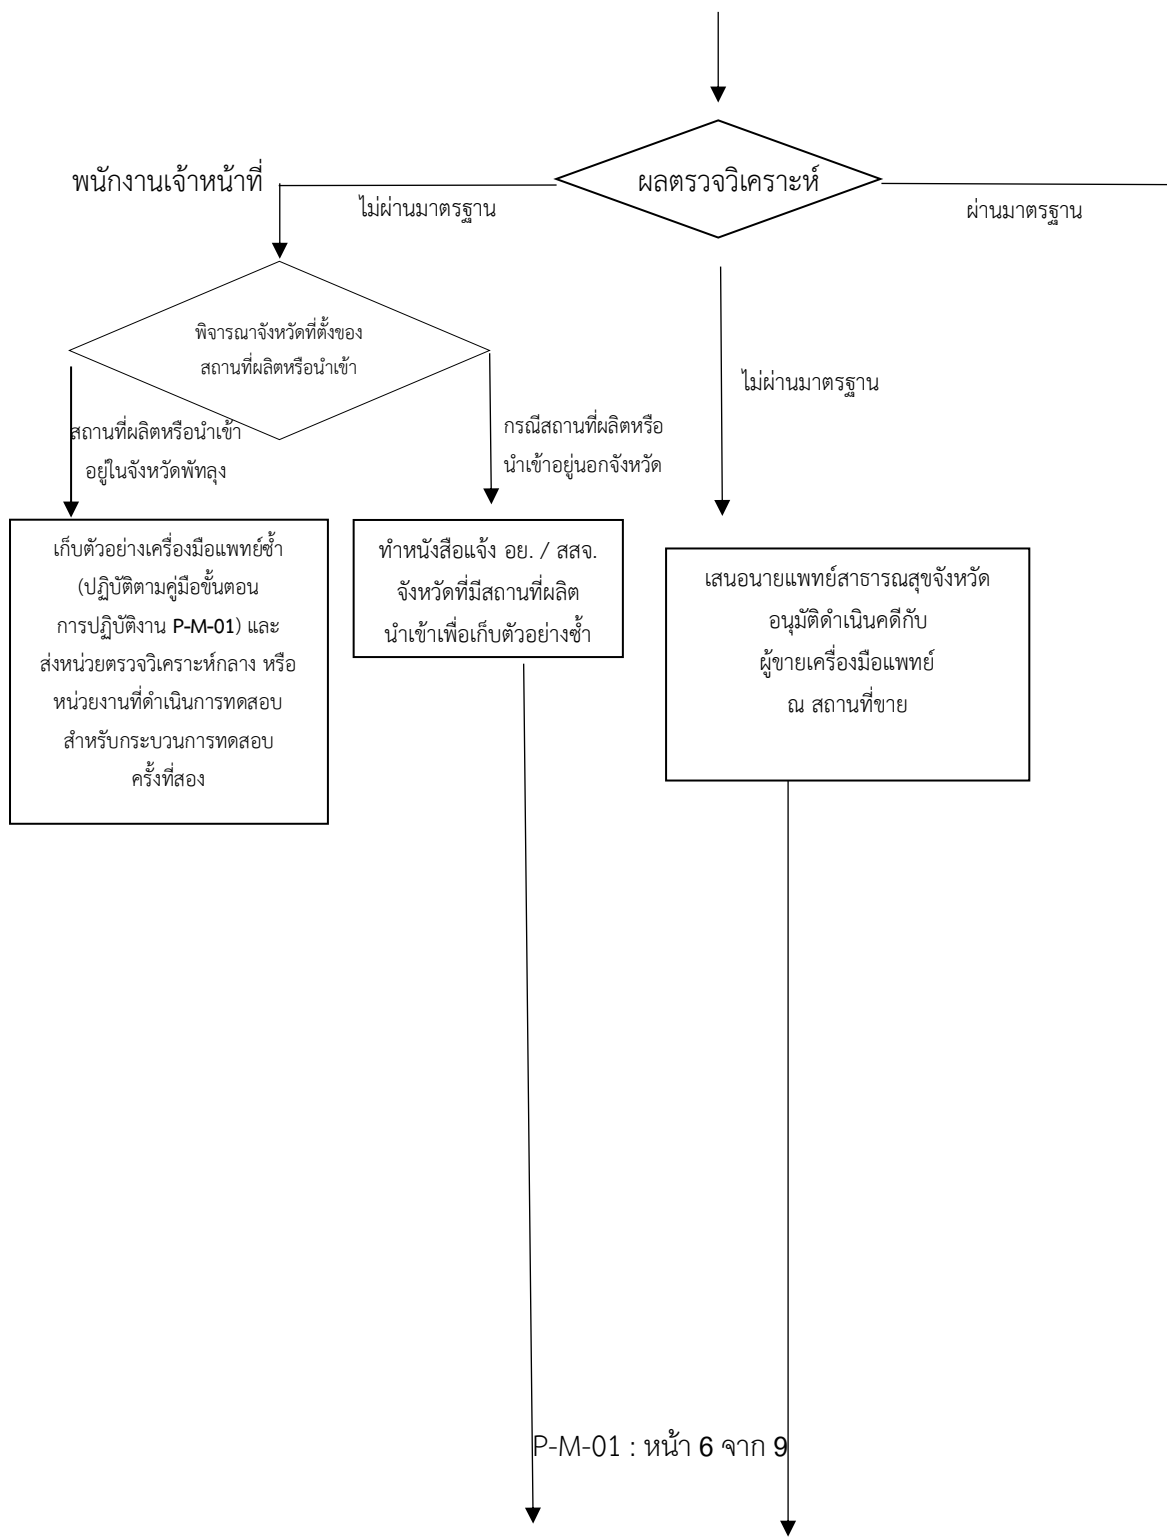 พนักงานเจ้าหน้าที่
ผลตรวจวิเคราะห์
ไม่ผ่านมาตรฐาน
ผ่านมาตรฐาน
พิจารณาจังหวัดที่ตั้งของ
สถานที่ผลิตหรือนำเข้า
ไม่ผ่านมาตรฐาน
สถานที่ผลิตหรือนำเข้า
อยู่ในจังหวัดพัทลุง
กรณีสถานที่ผลิตหรือ
นำเข้าอยู่นอกจังหวัด
เก็บตัวอย่างเครื่องมือแพทย์ซ้ำ
(ปฏิบัติตามคู่มือขั้นตอน
การปฏิบัติงาน P-M-01) และ
ส่งหน่วยตรวจวิเคราะห์กลาง หรือ
หน่วยงานที่ดำเนินการทดสอบ
สำหรับกระบวนการทดสอบ
ครั้งที่สอง
ทำหนังสือแจ้ง อย. / สสจ.
จังหวัดที่มีสถานที่ผลิต
นำเข้าเพื่อเก็บตัวอย่างซ้ำ
เสนอนายแพทย์สาธารณสุขจังหวัด
อนุมัติดำเนินคดีกับ
ผู้ขายเครื่องมือแพทย์
ณ สถานที่ขาย
P-M-01 : หน้า 6 จาก 9